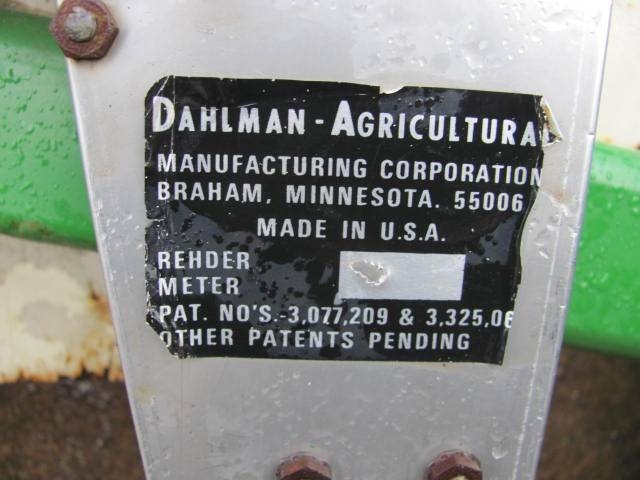 DAHLMAN - AGRICULTURAL
MANUFACTURING CORPORATION
BRAHAM, MINNESOTA. 55006
MADE IN U.S.A.
REHDER
METER
PAT. NO'S.-3,077,209 & 3,325,06
OTHER PATENTS PENDING